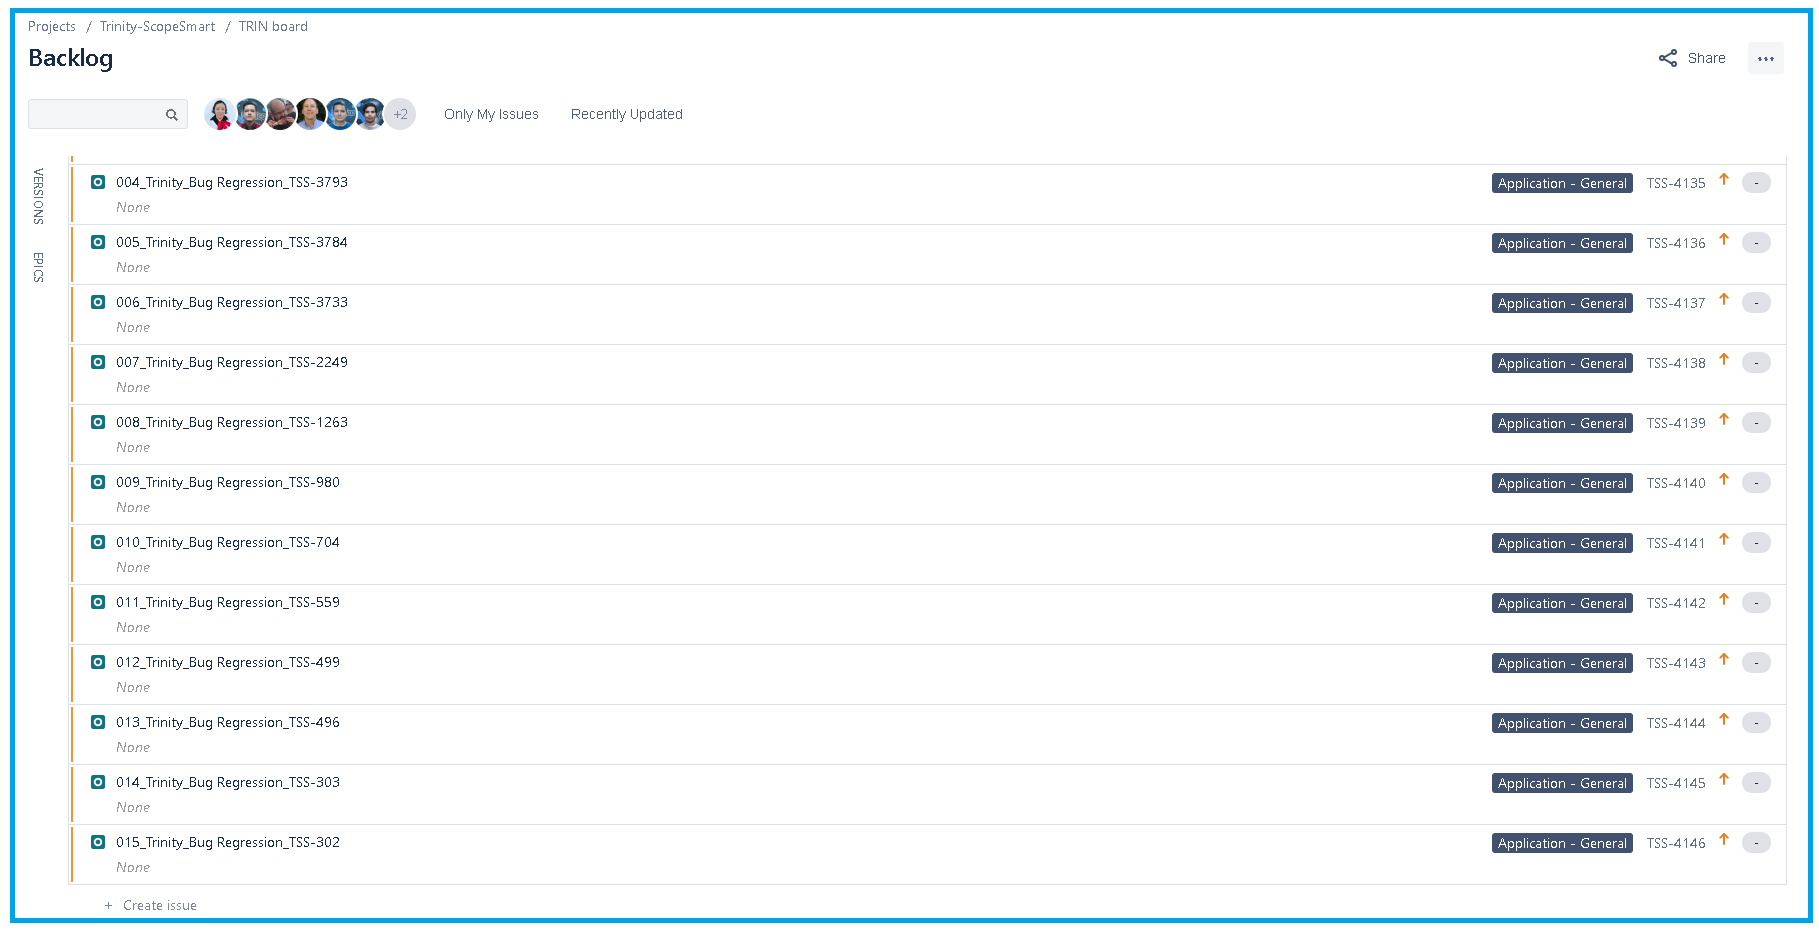 Projects / Trinity-ScopeSmart / TRIN board
Backlog
Share
+2
Only My Issues
Recently Updated
VERSIONS
EPICS
004_Trinity_Bug Regression_TSS-3793 Application - General TSS-4135 -
None
005_Trinity_Bug Regression_TSS-3784 Application - General TSS-4136 -
None
006_Trinity_Bug Regression_TSS-3733 Application - General TSS-4137 -
None
007_Trinity_Bug Regression_TSS-2249 Application - General TSS-4138 -
None
008_Trinity_Bug Regression_TSS-1263 Application - General TSS-4139 -
None
009_Trinity_Bug Regression_TSS-980 Application - General TSS-4140 -
None
010_Trinity_Bug Regression_TSS-704 Application - General TSS-4141 -
None
011_Trinity_Bug Regression_TSS-559 Application - General TSS-4142 -
None
012_Trinity_Bug Regression_TSS-499 Application - General TSS-4143 -
None
013_Trinity_Bug Regression_TSS-496 Application - General TSS-4144 -
None
014_Trinity_Bug Regression_TSS-303 Application - General TSS-4145 -
None
015_Trinity_Bug Regression_TSS-302 Application - General TSS-4146 -
None
+ Create issue